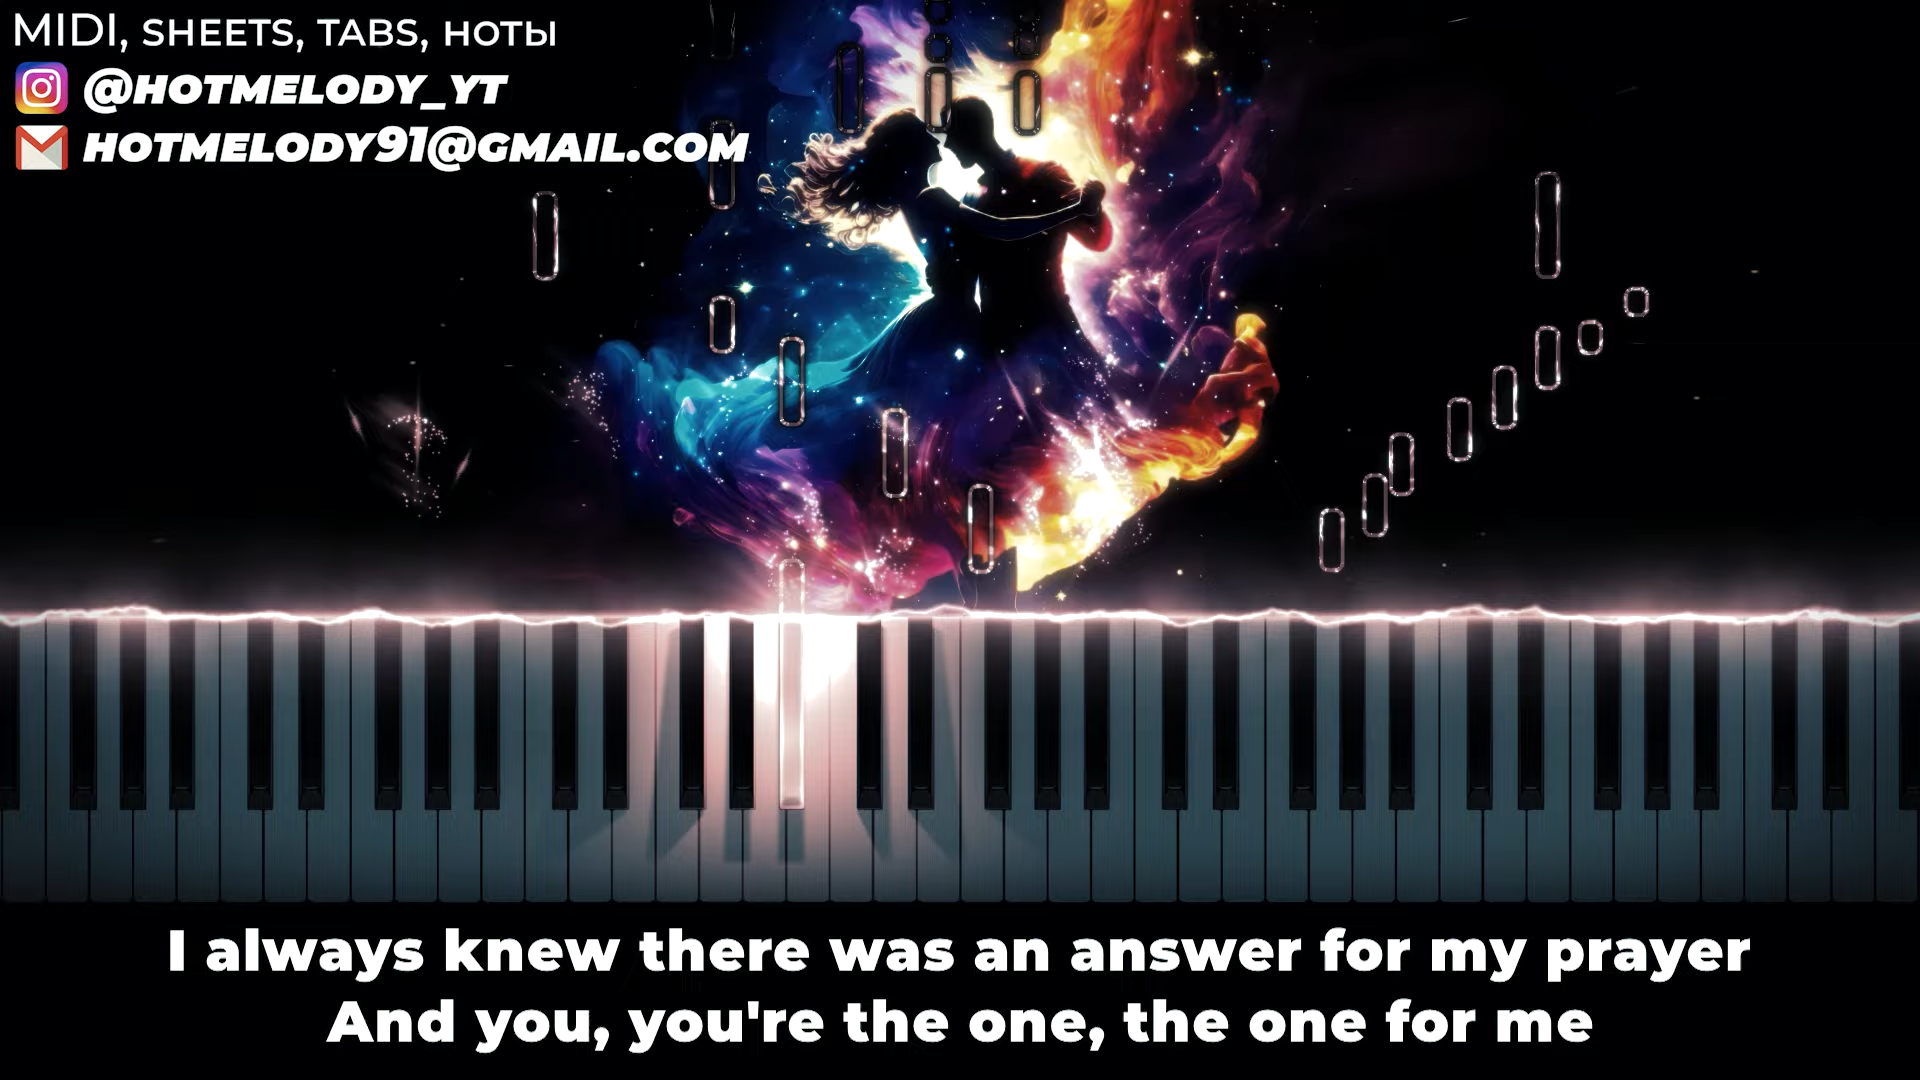 MIDI, SHEETS, TABS, НОТЫ
@HOTMELODY_YT
HOTMELODY91@GMAIL.COM
I always knew there was an answer for my prayer
And you, you're the one, the one for me